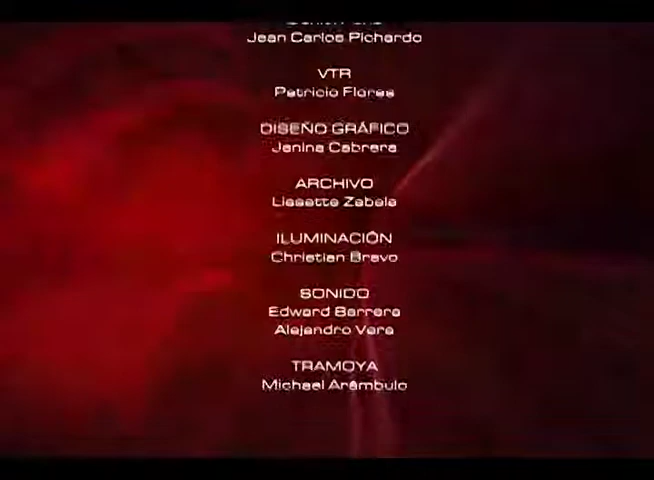 Jean Carlos Pichardo
VTR
Patricio Flores
DISEÑO GRÁFICO
Janina Cabrera
ARCHIVO
Lissette Zabala
ILUMINACIÓN
Christian Bravo
SONIDO
Edward Barrera
Alejandro Vera
TRAMOYA
Michael Arámbulo